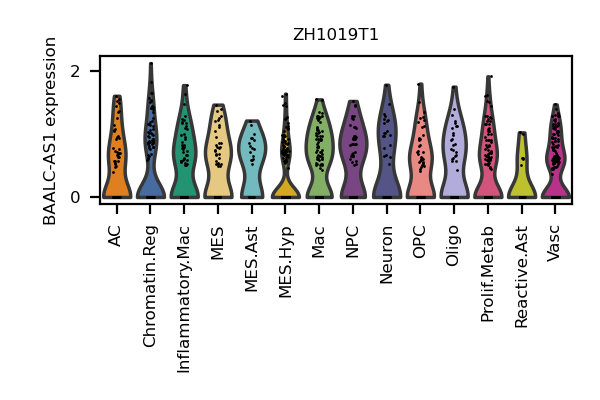 ZH1019T1
BAALC-AS1 expression
2
0
AC
Chromatin.Reg
Inflammatory.Mac
MES
MES.Ast
MES.Hyp
Mac
NPC
Neuron
OPC
Oligo
Prolif.Metab
Reactive.Ast
Vasc